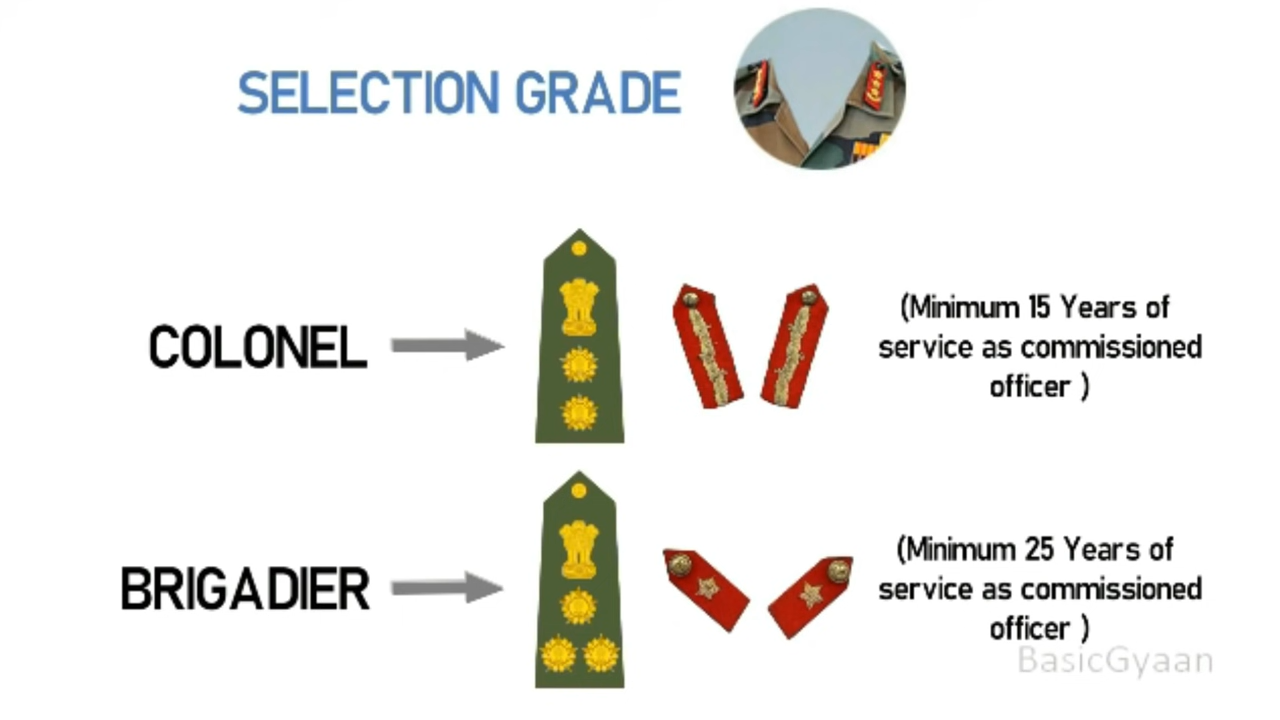 SELECTION GRADE
COLONEL
(Minimum 15 Years of
service as commissioned
officer )
BRIGADIER
(Minimum 25 Years of
service as commissioned
officer )
BasicGyaan